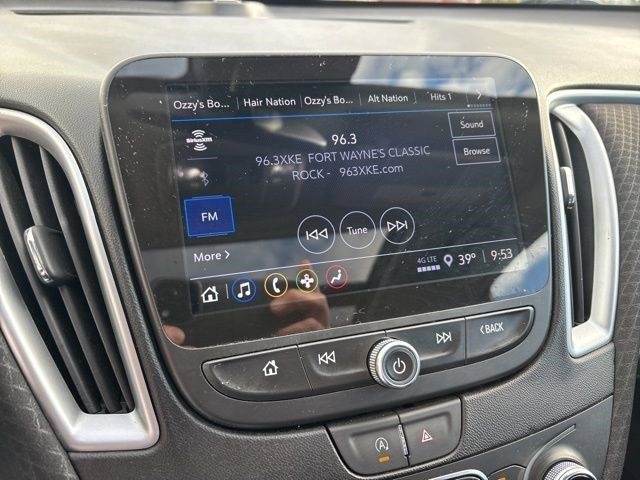 Ozzy's Bo... Hair Nation Ozzy's Bo... Alt Nation Hits 1
SiriusXM
96.3
Sound
96.3XKE FORT WAYNE'S CLASSIC
ROCK - 963XKE.com
Browse
FM
Tune
More
4G LTE 39° 9:53
BACK
A